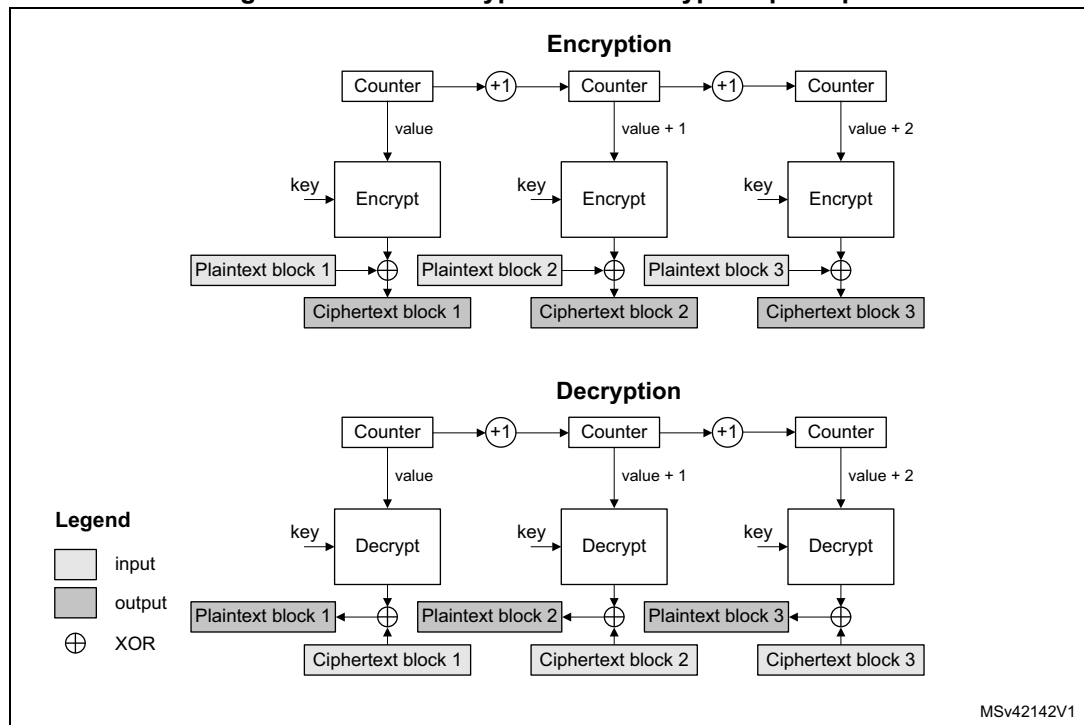 Encryption
Counter +1 Counter +1 Counter
value value + 1 value + 2
key Encrypt key Encrypt key Encrypt
Plaintext block 1 Plaintext block 2 Plaintext block 3
Ciphertext block 1 Ciphertext block 2 Ciphertext block 3
Decryption
Counter +1 Counter +1 Counter
value value + 1 value + 2
key Decrypt key Decrypt key Decrypt
Plaintext block 1 Plaintext block 2 Plaintext block 3
Ciphertext block 1 Ciphertext block 2 Ciphertext block 3
Legend
input
output
XOR
MSv42142V1